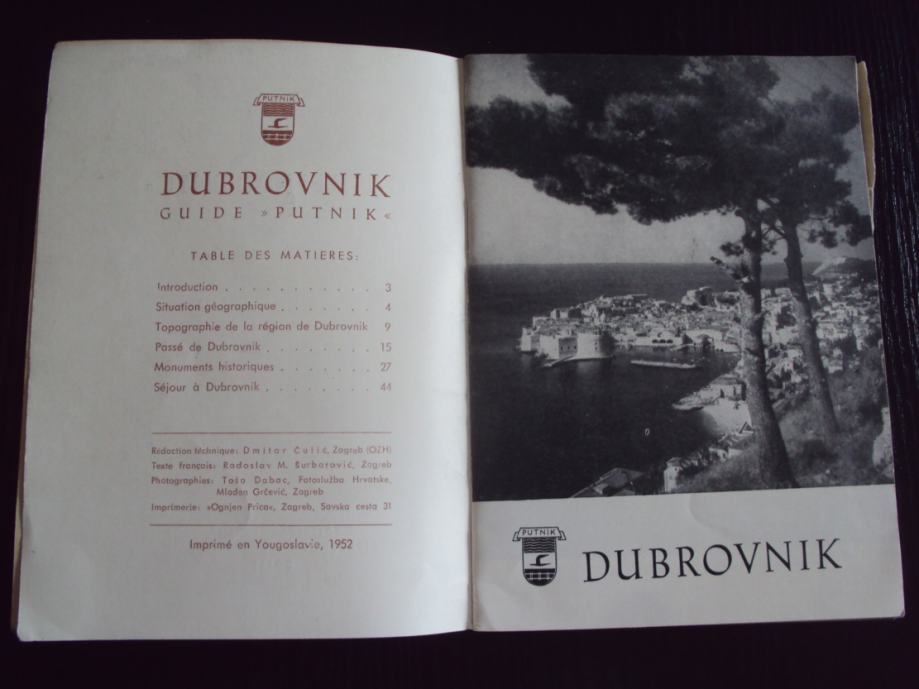 PUTNIK
DUBROVNIK
GUIDE »PUTNIK«
TABLE DES MATIERES:
Introduction . . . . . . . . . . . 3
Situation géographique . . . . . . . 4
Topographie de la région de Dubrovnik 9
Passé de Dubrovnik . . . . . . . . 15
Monuments historiques . . . . . . . 27
Séjour à Dubrovnik . . . . . . . . 44
Rédaction technique: Dmitar Čulić, Zagreb (OZH)
Texte français: Radoslav M. Burbarović, Zagreb
Photographies: Tošo Dabac, Fotoslužba Hrvatske,
Mladen Grčević, Zagreb
Imprimerie: »Ognjen Prica«, Zagreb, Savska cesta 31
Imprimé en Yougoslavie, 1952
PUTNIK
DUBROVNIK